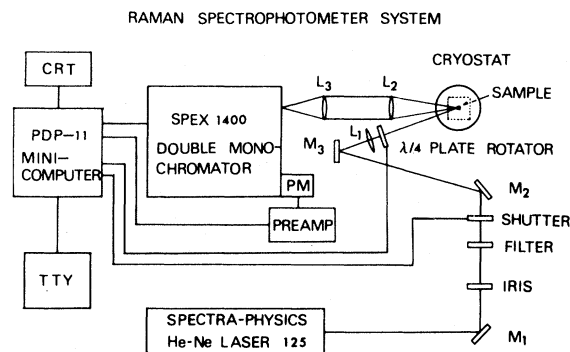 RAMAN SPECTROPHOTOMETER SYSTEM
CRT
PDP-11
MINI-
COMPUTER
TTY
SPEX 1400
DOUBLE MONO-
CHROMATOR
PM
PREAMP
L3
L2
CRYOSTAT
SAMPLE
L1
M3
λ/4 PLATE ROTATOR
M2
SHUTTER
FILTER
IRIS
M1
SPECTRA-PHYSICS
He-Ne LASER 125